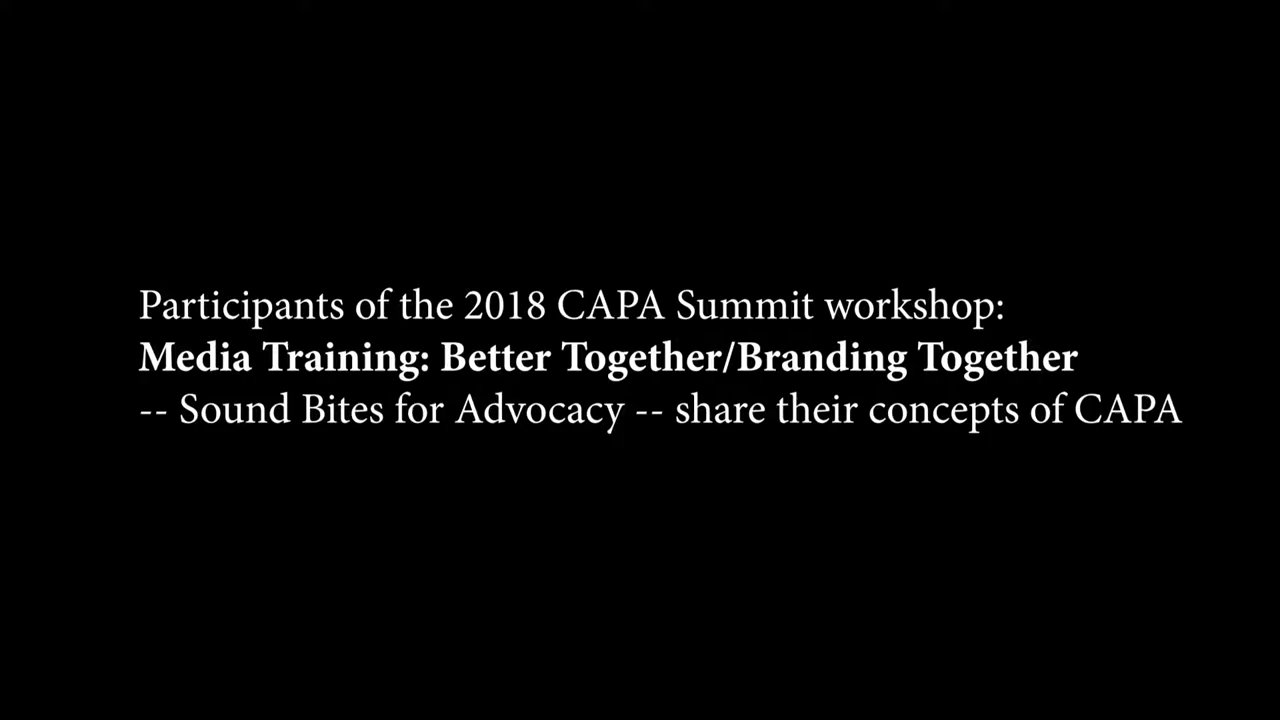 Participants of the 2018 CAPA Summit workshop:
Media Training: Better Together/Branding Together
-- Sound Bites for Advocacy -- share their concepts of CAPA